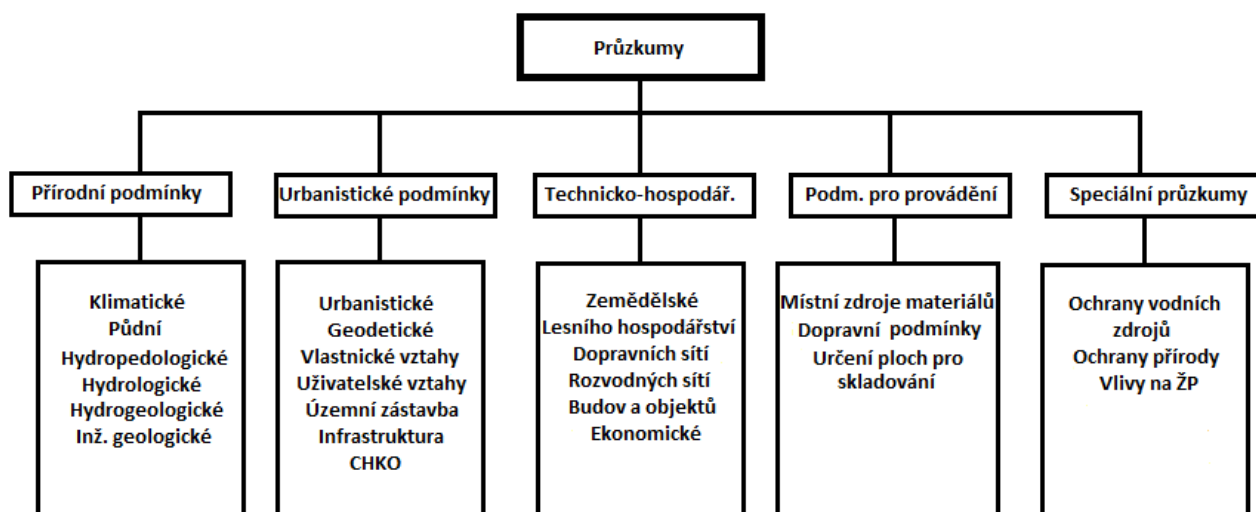 Průzkumy
Přírodní podmínky
Urbanistické podmínky
Technicko-hospodář.
Podm. pro provádění
Speciální průzkumy
Klimatické
Půdní
Hydropedologické
Hydrologické
Hydrogeologické
Inž. geologické
Urbanistické
Geodetické
Vlastnické vztahy
Uživatelské vztahy
Územní zástavba
Infrastruktura
CHKO
Zemědělské
Lesního hospodářství
Dopravních sítí
Rozvodných sítí
Budov a objektů
Ekonomické
Místní zdroje materiálů
Dopravní podmínky
Určení ploch pro
skladování
Ochrany vodních
zdrojů
Ochrany přírody
Vlivy na ŽP